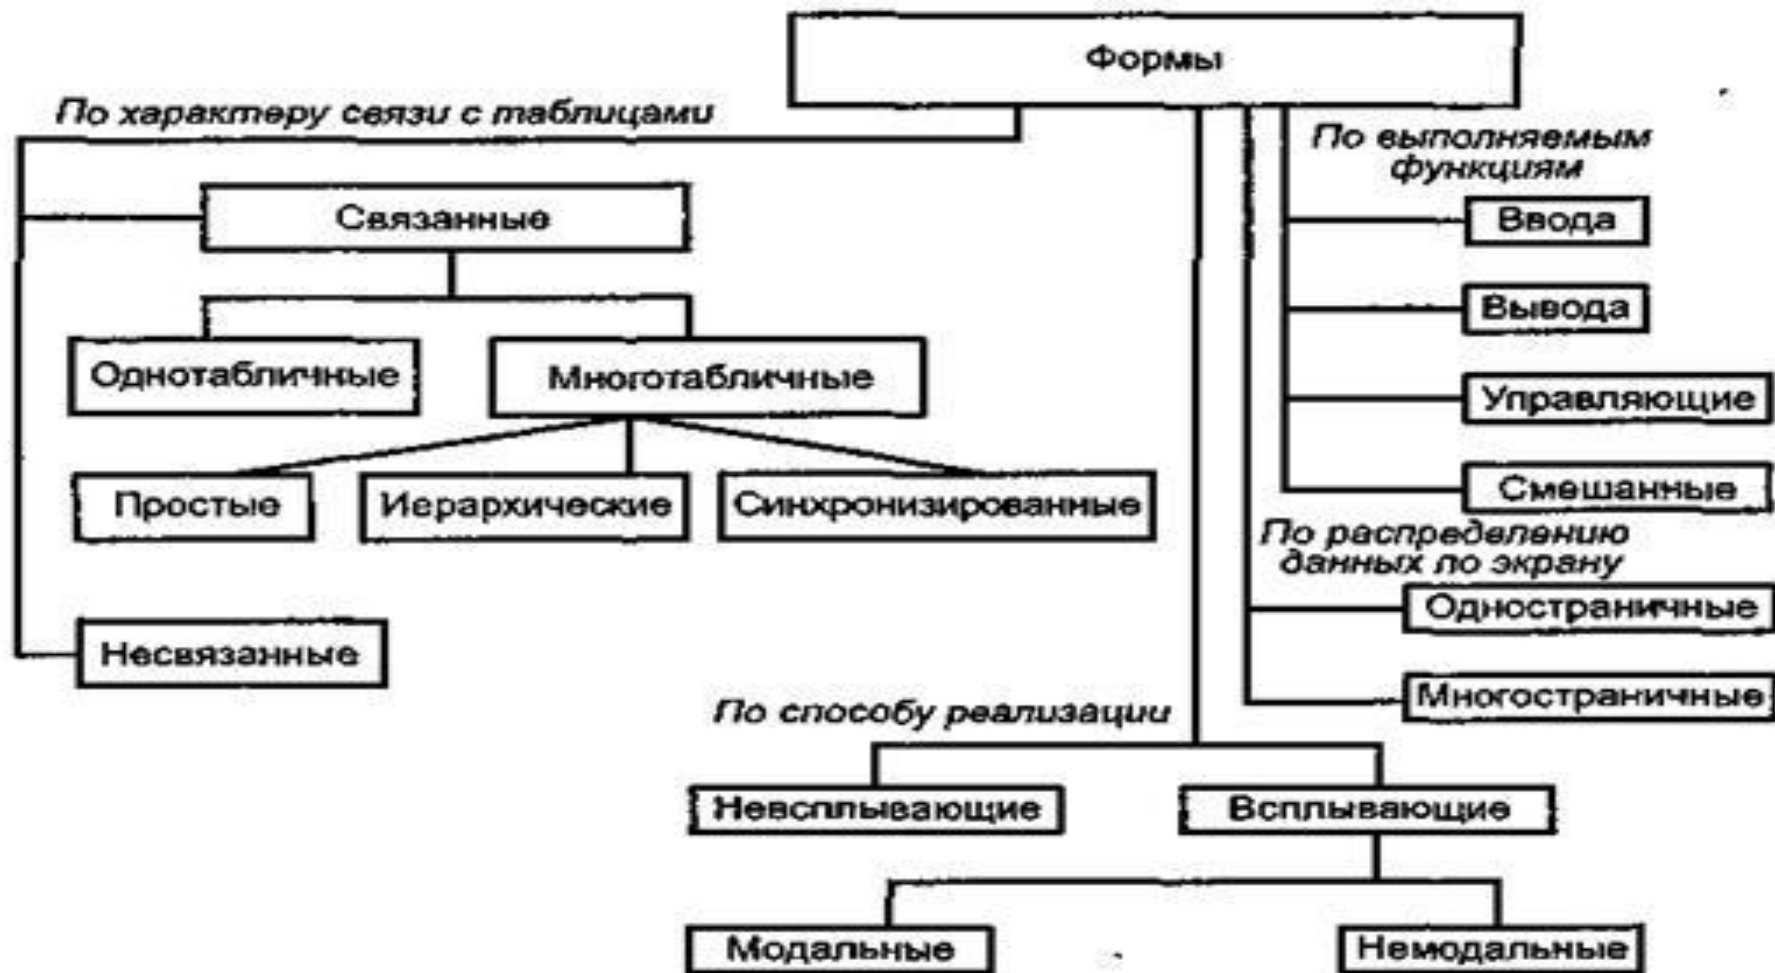 Формы
По характеру связи с таблицами
Связанные
Однотабличные
Многотабличные
Простые
Иерархические
Синхронизированные
Несвязанные
По выполняемым
функциям
Ввода
Вывода
Управляющие
Смешанные
По распределению
данных по экрану
Одностраничные
Многостраничные
По способу реализации
Невсплывающие
Всплывающие
Модальные
Немодальные